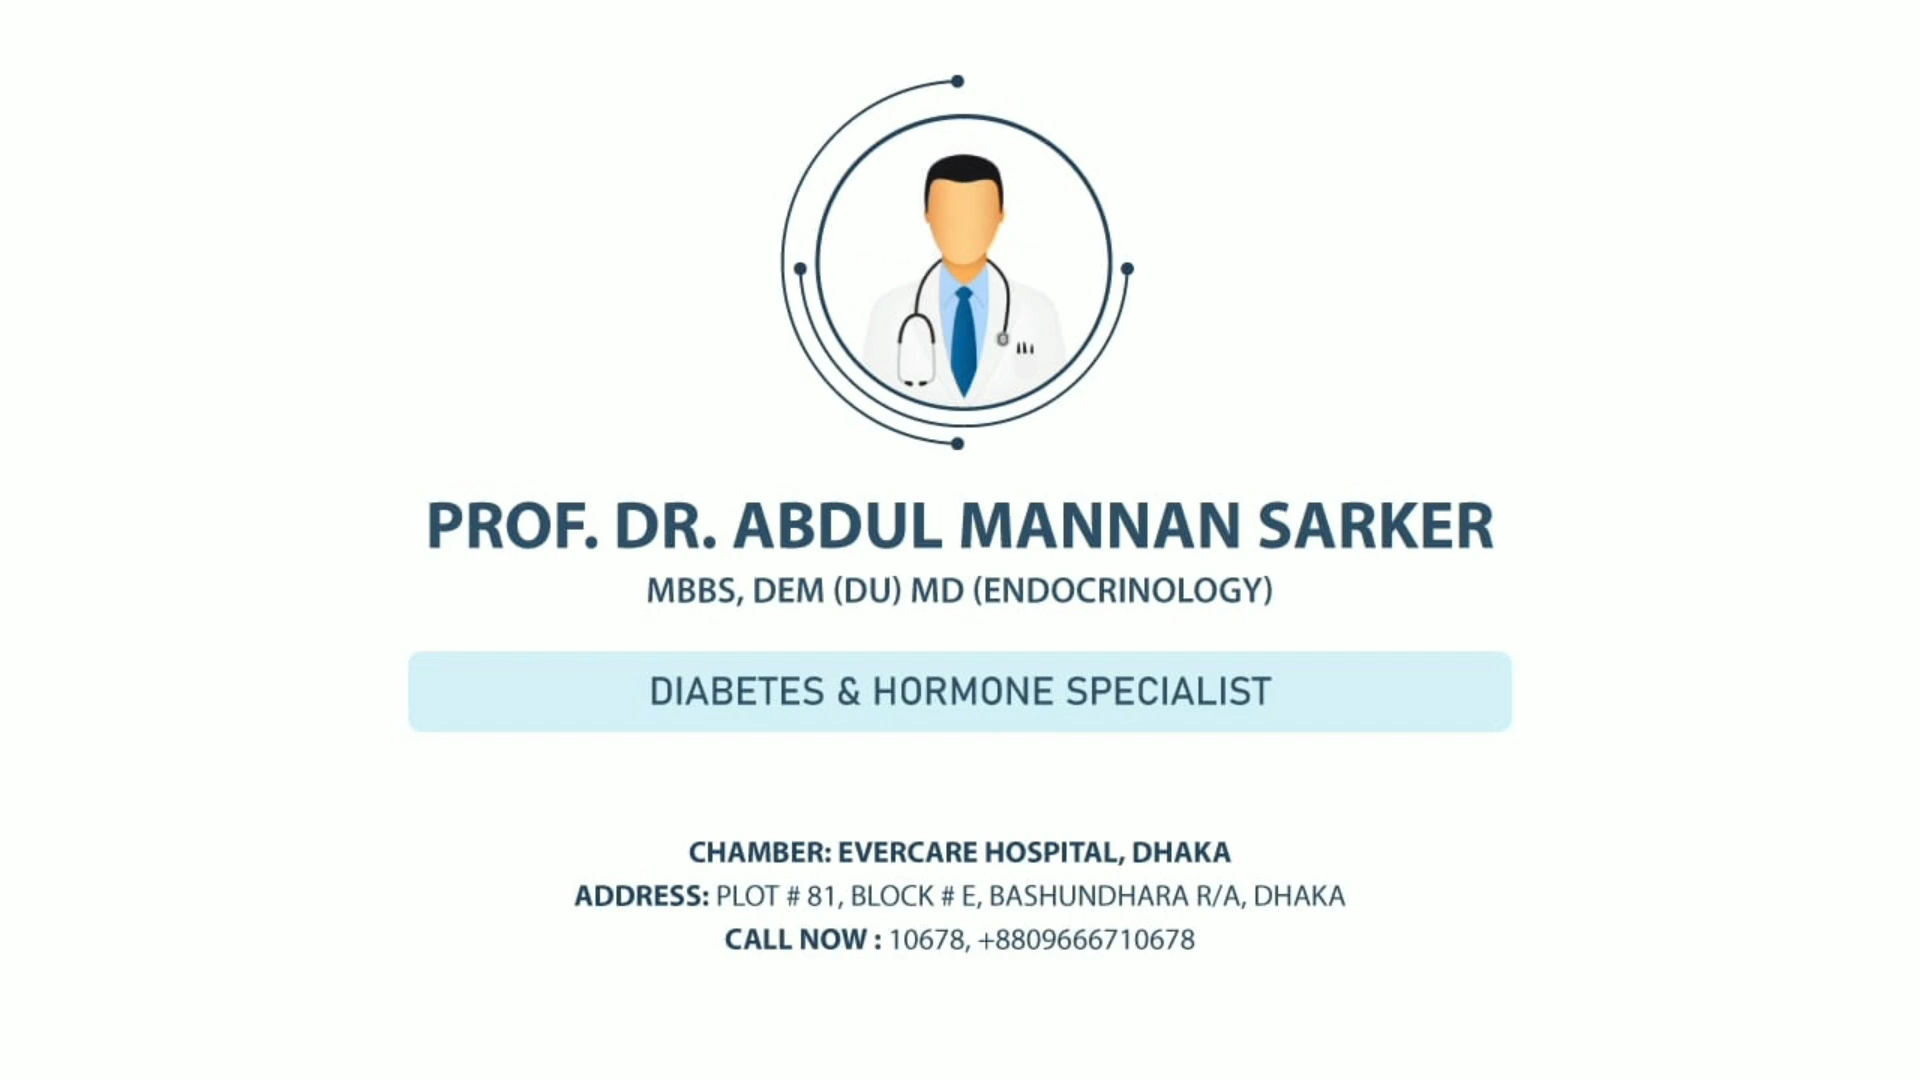 PROF. DR. ABDUL MANNAN SARKER
MBBS, DEM (DU) MD (ENDOCRINOLOGY)
DIABETES & HORMONE SPECIALIST
CHAMBER: EVERCARE HOSPITAL, DHAKA
ADDRESS: PLOT # 81, BLOCK # E, BASHUNDHARA R/A, DHAKA
CALL NOW : 10678, +8809666710678